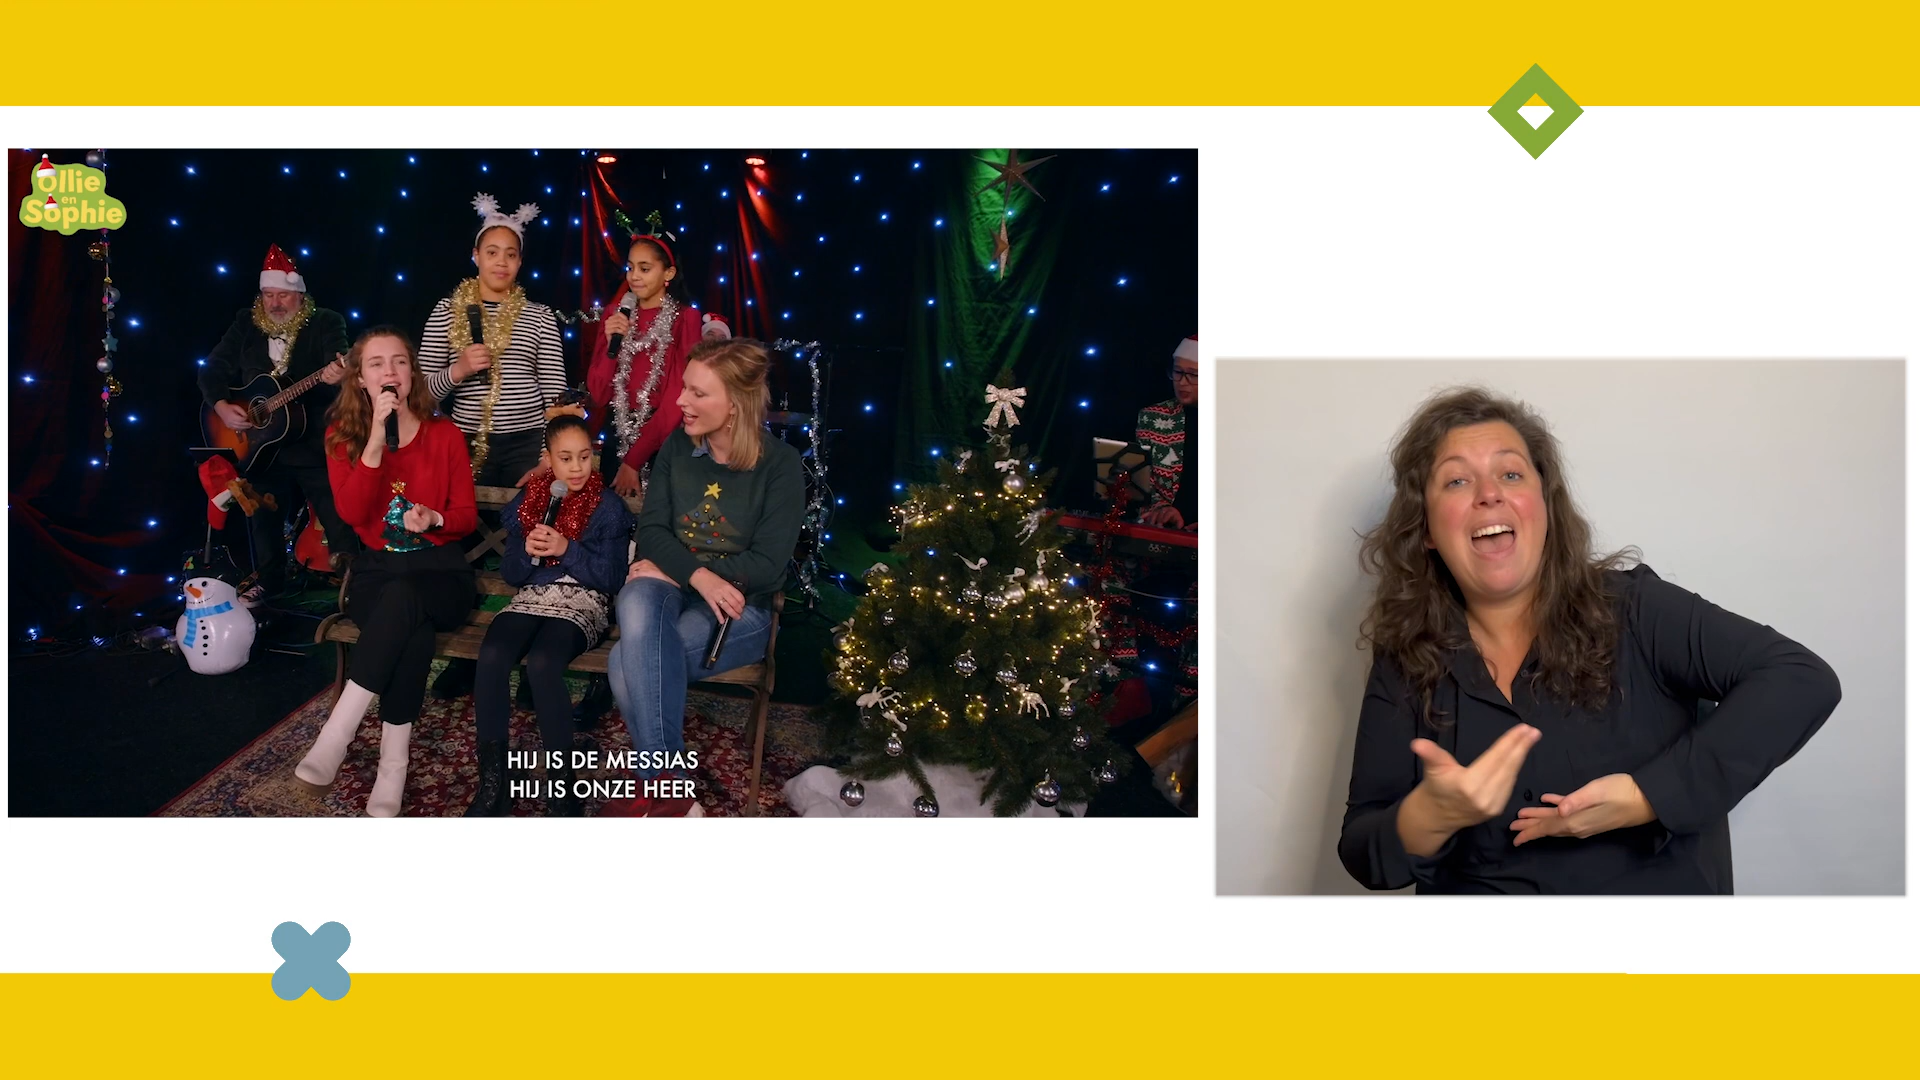 Ollie
en
Sophie
HIJ IS DE MESSIAS
HIJ IS ONZE HEER